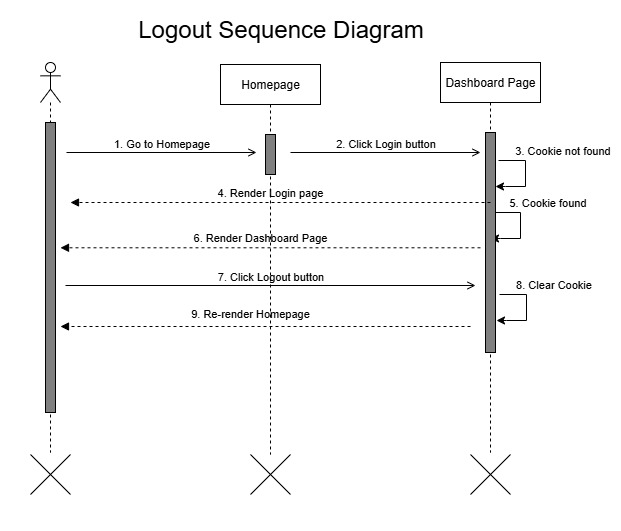 Logout Sequence Diagram
Homepage
Dashboard Page
1. Go to Homepage
2. Click Login button
3. Cookie not found
4. Render Login page
5. Cookie found
6. Render Dashboard Page
7. Click Logout button
8. Clear Cookie
9. Re-render Homepage